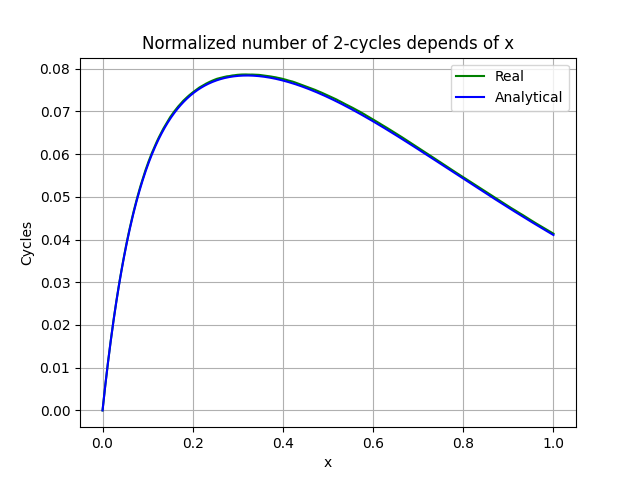 Normalized number of 2-cycles depends of x
Real
Analytical
0.08
0.07
0.06
0.05
0.04
0.03
0.02
0.01
0.00
Cycles
0.0 0.2 0.4 0.6 0.8 1.0
x